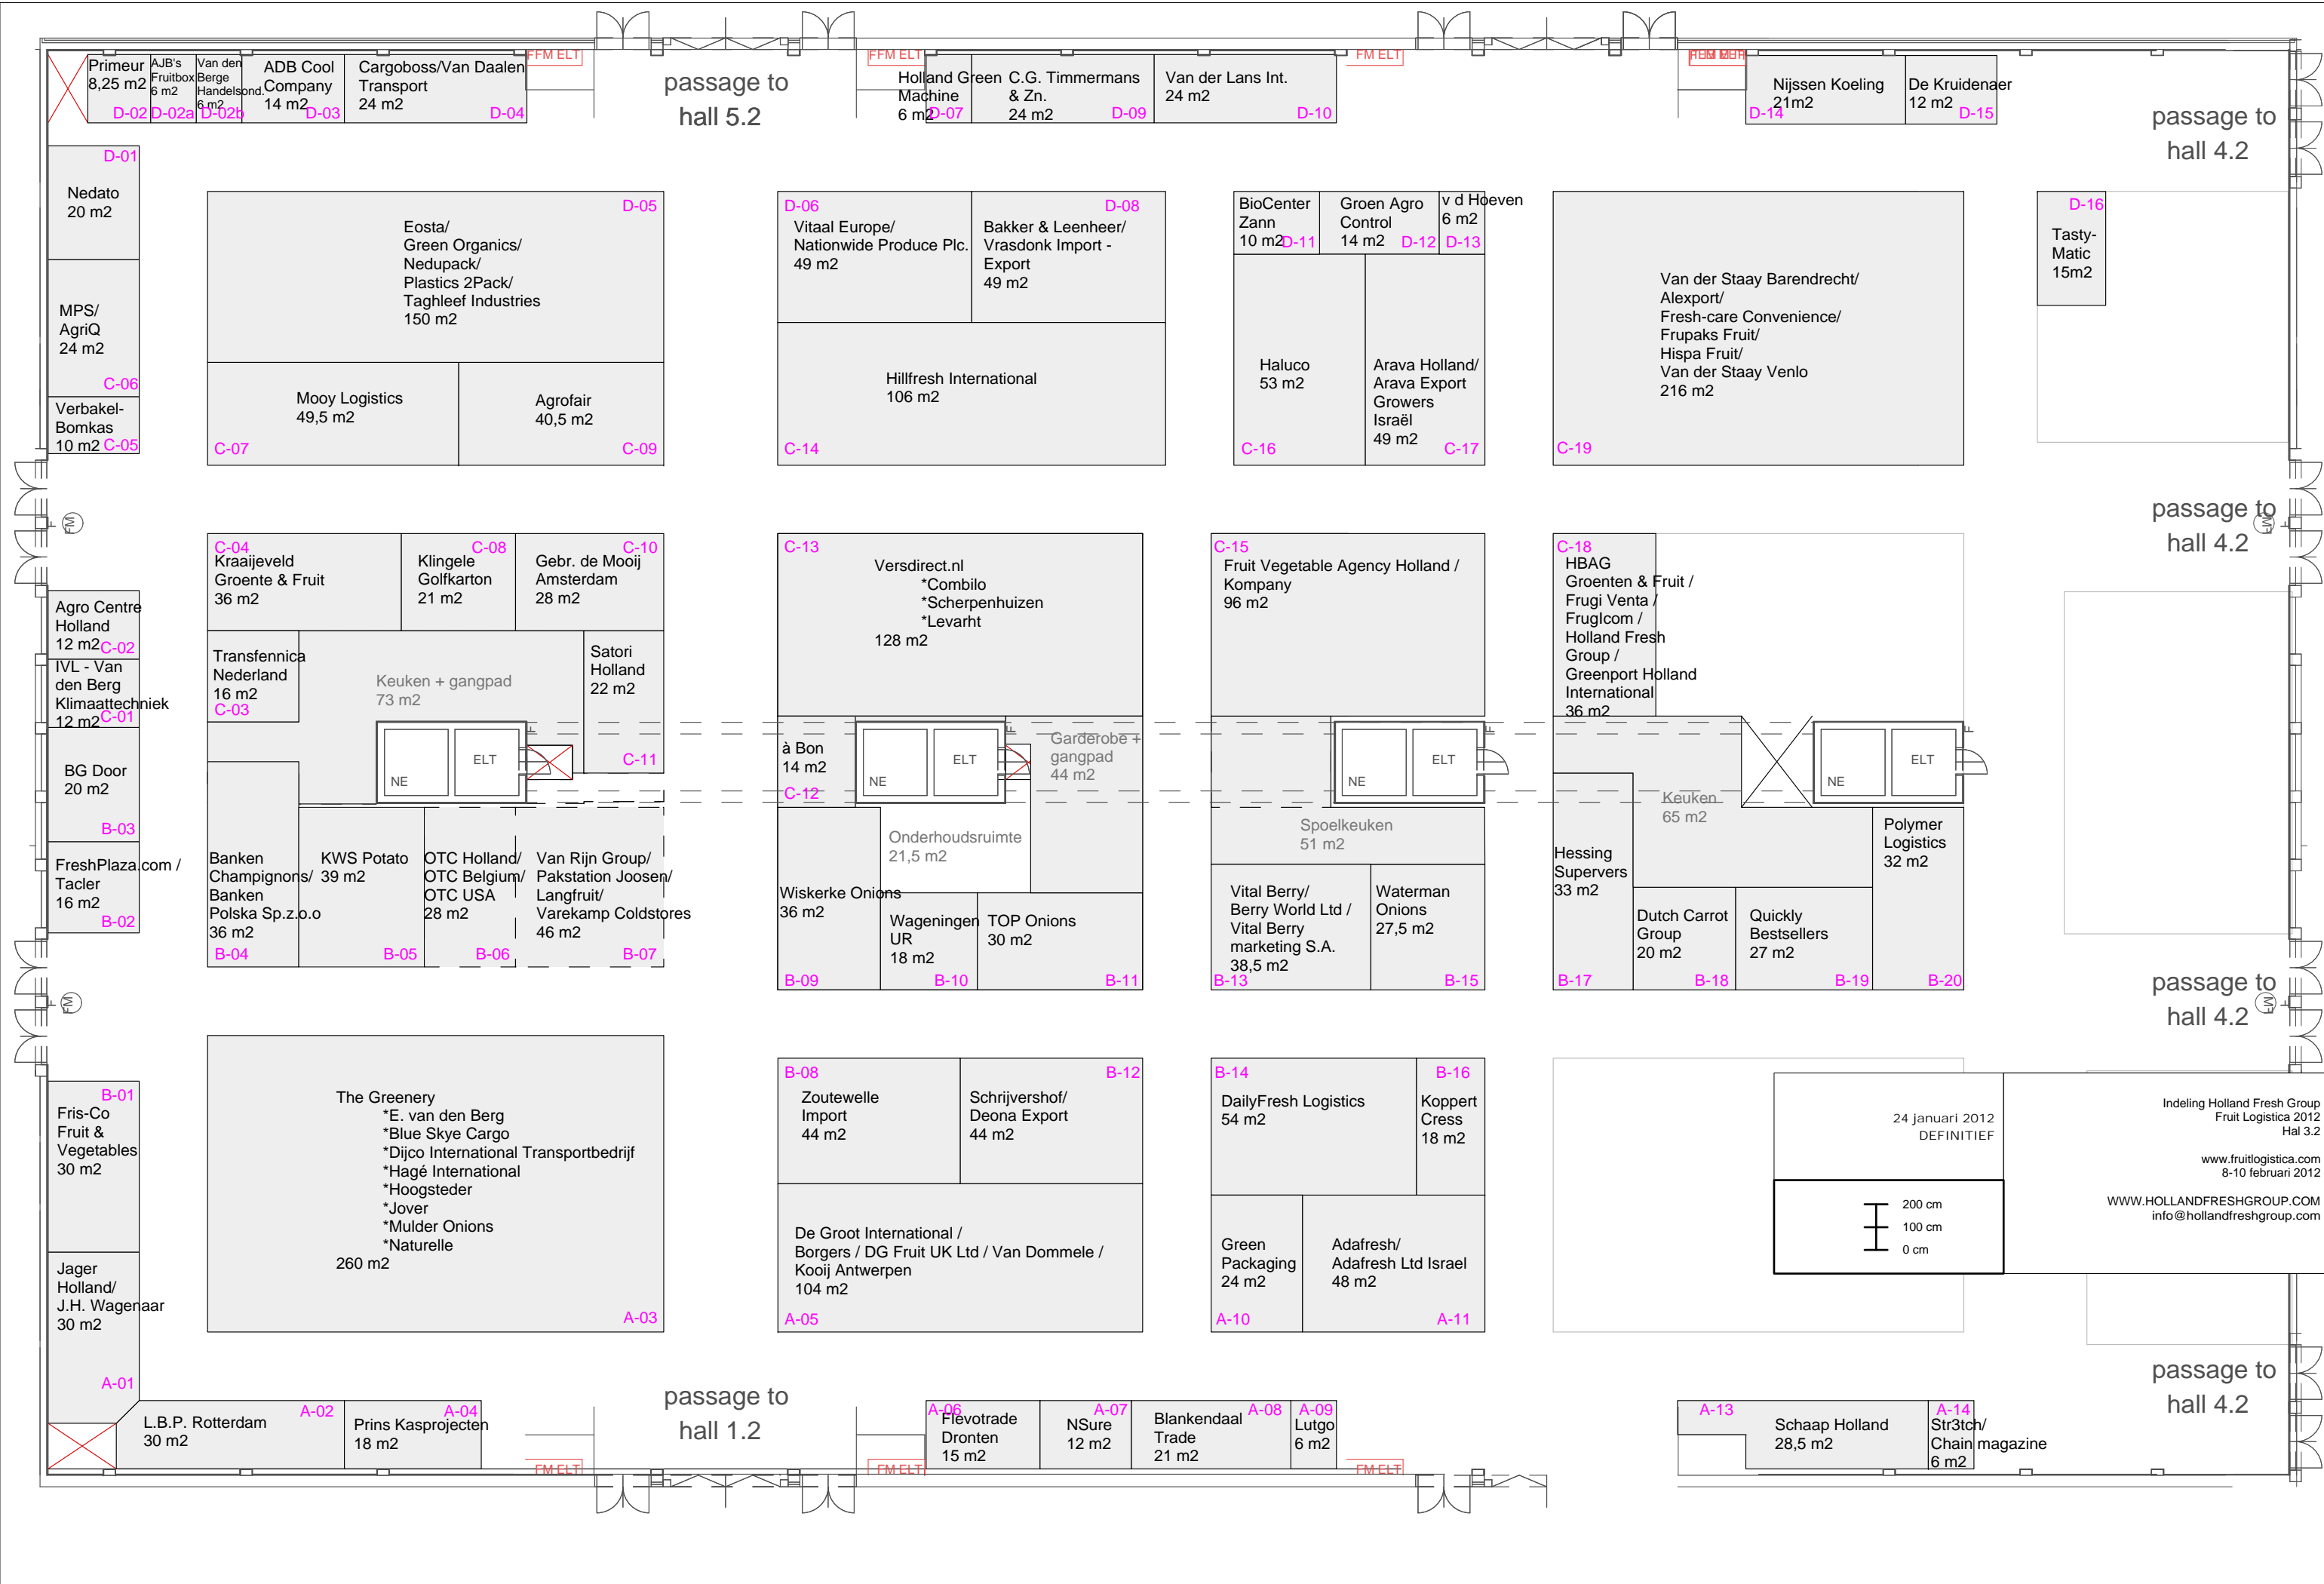 FFM ELT
FFM ELT
FM ELT
Primeur
8,25 m2
D-02
AJB's
Fruitbox
6 m2
D-02a
Van den
Berge
Handelsond.
6 m2
D-02b
ADB Cool
Company
14 m2
D-03
Cargoboss/Van Daalen
Transport
24 m2
D-04
passage to
hall 5.2
Holland Green
Machine
6 m2
D-07
C.G. Timmermans
& Zn.
24 m2
D-09
Van der Lans Int.
24 m2
D-10
Nijssen Koeling
21m2
D-14
De Kruidenaer
12 m2
D-15
passage to
hall 4.2
D-01
Nedato
20 m2
MPS/
AgriQ
24 m2
C-06
Verbakel-
Bomkas
10 m2
C-05
D-05
Eosta/
Green Organics/
Nedupack/
Plastics 2Pack/
Taghleef Industries
150 m2
Mooy Logistics
49,5 m2
C-07
Agrofair
40,5 m2
C-09
D-06
Vitaal Europe/
Nationwide Produce Plc.
49 m2
D-08
Bakker & Leenheer/
Vrasdonk Import -
Export
49 m2
Hillfresh International
106 m2
C-14
BioCenter
Zann
10 m2
D-11
Groen Agro
Control
14 m2
D-12
v d Hoeven
6 m2
D-13
Haluco
53 m2
C-16
Arava Holland/
Arava Export
Growers
Israël
49 m2
C-17
Van der Staay Barendrecht/
Alexport/
Fresh-care Convenience/
Frupaks Fruit/
Hispa Fruit/
Van der Staay Venlo
216 m2
C-19
D-16
Tasty-
Matic
15m2
F
FM
passage to
hall 4.2
FM
F
C-04
Kraaijeveld
Groente & Fruit
36 m2
C-08
Klingele
Golfkarton
21 m2
C-10
Gebr. de Mooij
Amsterdam
28 m2
Agro Centre
Holland
12 m2
C-02
IVL - Van
den Berg
Klimaattechniek
12 m2
C-01
BG Door
20 m2
B-03
FreshPlaza.com /
Tacler
16 m2
B-02
Transfennica
Nederland
16 m2
C-03
Keuken + gangpad
73 m2
Satori
Holland
22 m2
C-11
NE
ELT
F
Banken
Champignons/
Banken
Polska Sp.z.o.o
36 m2
B-04
KWS Potato
39 m2
B-05
OTC Holland/
OTC Belgium/
OTC USA
28 m2
B-06
Van Rijn Group/
Pakstation Joosen/
Langfruit/
Varekamp Coldstores
46 m2
B-07
C-13
Versdirect.nl
*Combilo
*Scherpenhuizen
*Levarht
128 m2
à Bon
14 m2
C-12
NE
ELT
F
Garderobe +
gangpad
44 m2
Onderhoudsruimte
21,5 m2
Wiskerke Onions
36 m2
B-09
Wageningen
UR
18 m2
B-10
TOP Onions
30 m2
B-11
C-15
Fruit Vegetable Agency Holland /
Kompany
96 m2
NE
ELT
F
Spoelkeuken
51 m2
Vital Berry/
Berry World Ltd /
Vital Berry
marketing S.A.
38,5 m2
B-13
Waterman
Onions
27,5 m2
B-15
C-18
HBAG
Groenten & Fruit /
Frugi Venta /
FrugIcom /
Holland Fresh
Group /
Greenport Holland
International
36 m2
NE
ELT
F
Keuken
65 m2
Hessing
Supervers
33 m2
B-17
Dutch Carrot
Group
20 m2
B-18
Quickly
Bestsellers
27 m2
B-19
Polymer
Logistics
32 m2
B-20
F
FM
passage to
hall 4.2
FM
F
B-01
Fris-Co
Fruit &
Vegetables
30 m2
Jager
Holland/
J.H. Wagenaar
30 m2
A-01
The Greenery
*E. van den Berg
*Blue Skye Cargo
*Dijco International Transportbedrijf
*Hagé International
*Hoogsteder
*Jover
*Mulder Onions
*Naturelle
260 m2
A-03
B-08
Zoutewelle
Import
44 m2
B-12
Schrijvershof/
Deona Export
44 m2
De Groot International /
Borgers / DG Fruit UK Ltd / Van Dommele /
Kooij Antwerpen
104 m2
A-05
B-14
DailyFresh Logistics
54 m2
B-16
Koppert
Cress
18 m2
Green
Packaging
24 m2
A-10
Adafresh/
Adafresh Ltd Israel
48 m2
A-11
24 januari 2012
DEFINITIEF
200 cm
100 cm
0 cm
Indeling Holland Fresh Group
Fruit Logistica 2012
Hal 3.2
www.fruitlogistica.com
8-10 februari 2012
WWW.HOLLANDFRESHGROUP.COM
info@hollandfreshgroup.com
L.B.P. Rotterdam
30 m2
A-02
Prins Kasprojecten
18 m2
A-04
passage to
hall 1.2
A-06
Flevotrade
Dronten
15 m2
A-07
NSure
12 m2
A-08
Blankendaal
Trade
21 m2
A-09
Lutgo
6 m2
A-13
Schaap Holland
28,5 m2
A-14
Str3tch/
Chain magazine
6 m2
passage to
hall 4.2
FM ELT
FM ELT
FM ELT